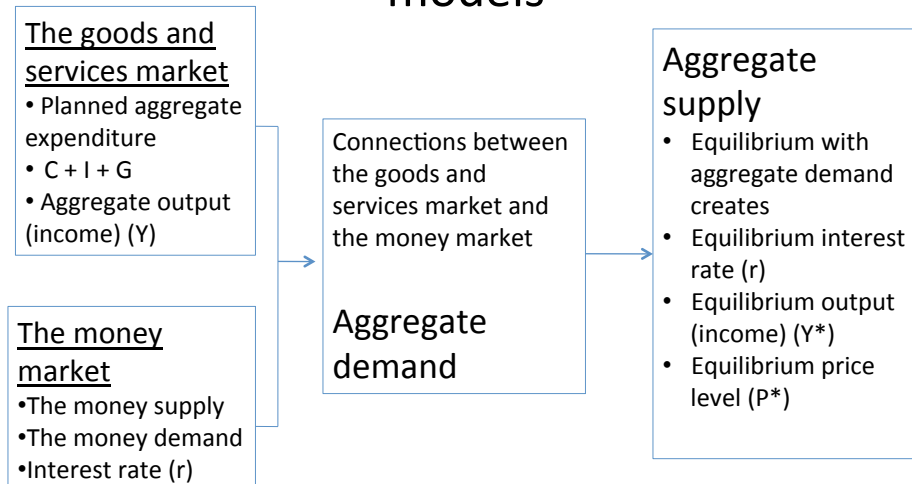 models
The goods and
services market
• Planned aggregate
expenditure
• C + I + G
• Aggregate output
(income) (Y)
The money
market
•The money supply
•The money demand
•Interest rate (r)
Connections between
the goods and
services market and
the money market
Aggregate
demand
Aggregate
supply
• Equilibrium with
aggregate demand
creates
• Equilibrium interest
rate (r)
• Equilibrium output
(income) (Y*)
• Equilibrium price
level (P*)